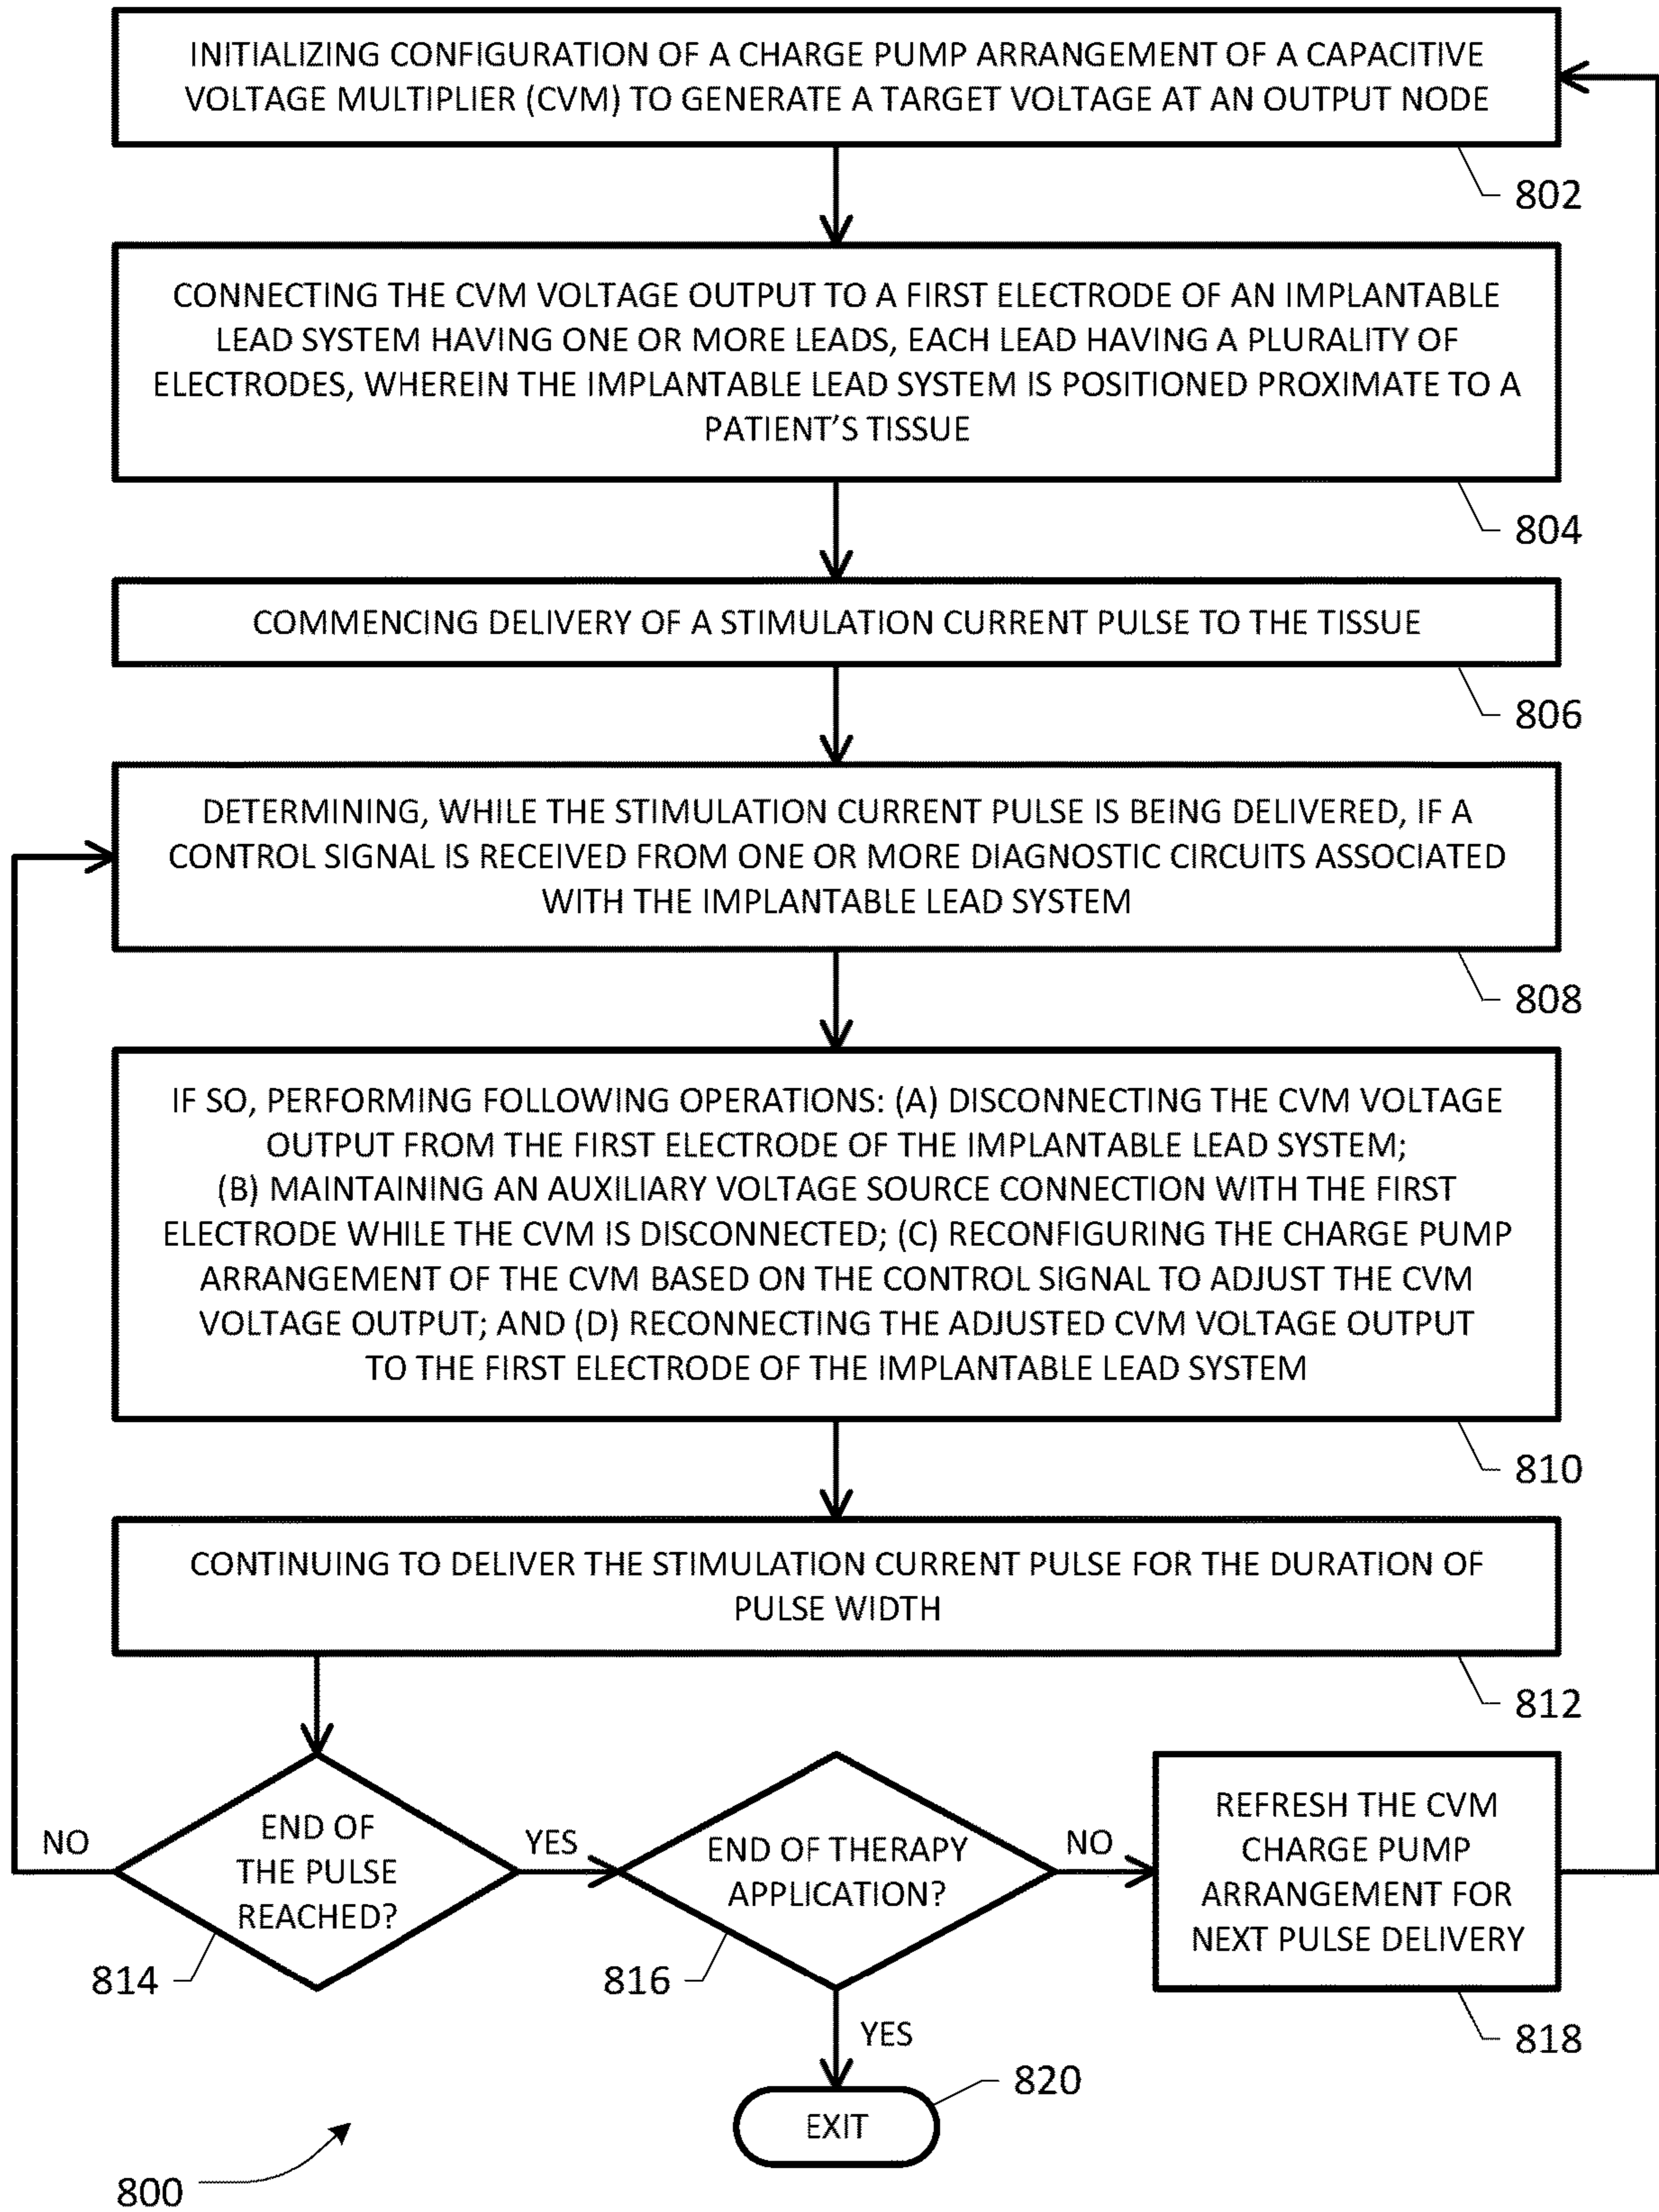 INITIALIZING CONFIGURATION OF A CHARGE PUMP ARRANGEMENT OF A CAPACITIVE
VOLTAGE MULTIPLIER (CVM) TO GENERATE A TARGET VOLTAGE AT AN OUTPUT NODE
802
CONNECTING THE CVM VOLTAGE OUTPUT TO A FIRST ELECTRODE OF AN IMPLANTABLE
LEAD SYSTEM HAVING ONE OR MORE LEADS, EACH LEAD HAVING A PLURALITY OF
ELECTRODES, WHEREIN THE IMPLANTABLE LEAD SYSTEM IS POSITIONED PROXIMATE TO A
PATIENT'S TISSUE
804
COMMENCING DELIVERY OF A STIMULATION CURRENT PULSE TO THE TISSUE
806
DETERMINING, WHILE THE STIMULATION CURRENT PULSE IS BEING DELIVERED, IF A
CONTROL SIGNAL IS RECEIVED FROM ONE OR MORE DIAGNOSTIC CIRCUITS ASSOCIATED
WITH THE IMPLANTABLE LEAD SYSTEM
808
IF SO, PERFORMING FOLLOWING OPERATIONS: (A) DISCONNECTING THE CVM VOLTAGE
OUTPUT FROM THE FIRST ELECTRODE OF THE IMPLANTABLE LEAD SYSTEM;
(B) MAINTAINING AN AUXILIARY VOLTAGE SOURCE CONNECTION WITH THE FIRST
ELECTRODE WHILE THE CVM IS DISCONNECTED; (C) RECONFIGURING THE CHARGE PUMP
ARRANGEMENT OF THE CVM BASED ON THE CONTROL SIGNAL TO ADJUST THE CVM
VOLTAGE OUTPUT; AND (D) RECONNECTING THE ADJUSTED CVM VOLTAGE OUTPUT
TO THE FIRST ELECTRODE OF THE IMPLANTABLE LEAD SYSTEM
810
CONTINUING TO DELIVER THE STIMULATION CURRENT PULSE FOR THE DURATION OF
PULSE WIDTH
812
NO
END OF
THE PULSE
REACHED?
814
YES
END OF THERAPY
APPLICATION?
816
NO
REFRESH THE CVM
CHARGE PUMP
ARRANGEMENT FOR
NEXT PULSE DELIVERY
818
YES
820
EXIT
800